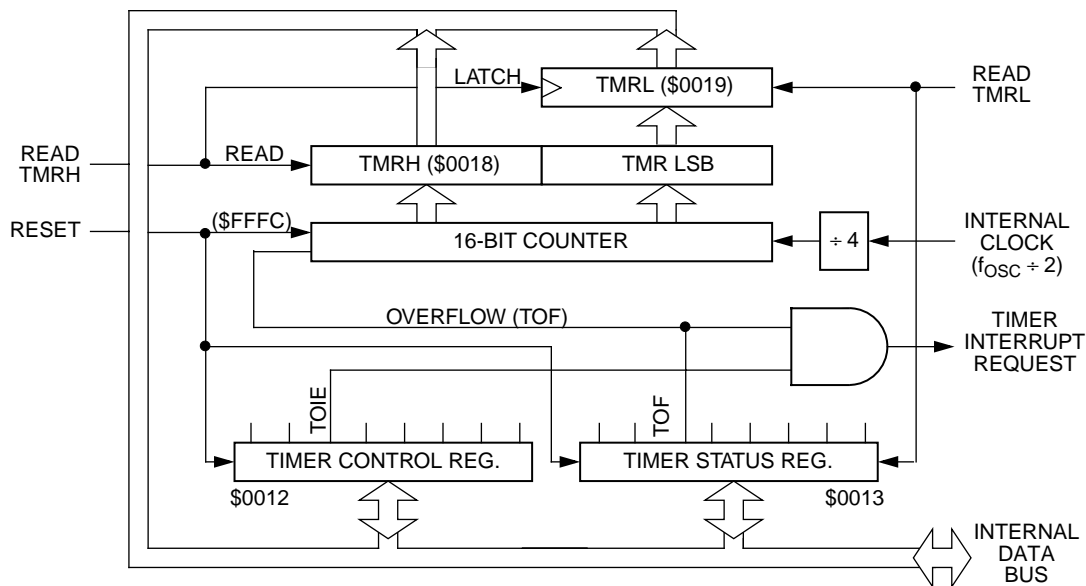 LATCH
TMRL ($0019)
READ
TMRL
READ
TMRH
READ
TMRH ($0018)
TMR LSB
RESET
($FFFC)
16-BIT COUNTER
÷ 4
INTERNAL
CLOCK
(fOSC ÷ 2)
OVERFLOW (TOF)
TIMER
INTERRUPT
REQUEST
TOIE
TOF
TIMER CONTROL REG.
TIMER STATUS REG.
$0012
$0013
INTERNAL
DATA
BUS